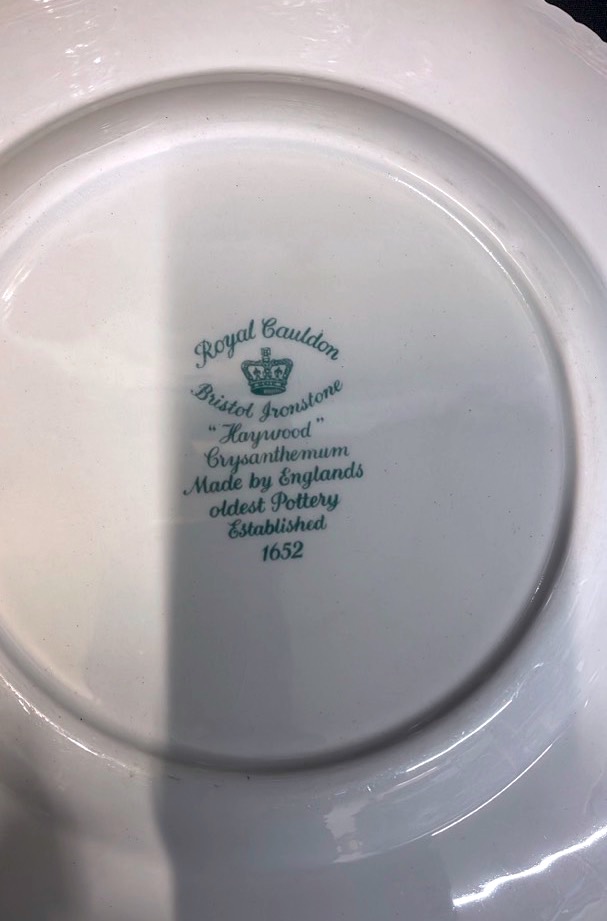 Royal Cauldon
Bristol Ironstone
"Haywood"
Crysanthemum
Made by Englands
oldest Pottery
Established
1652